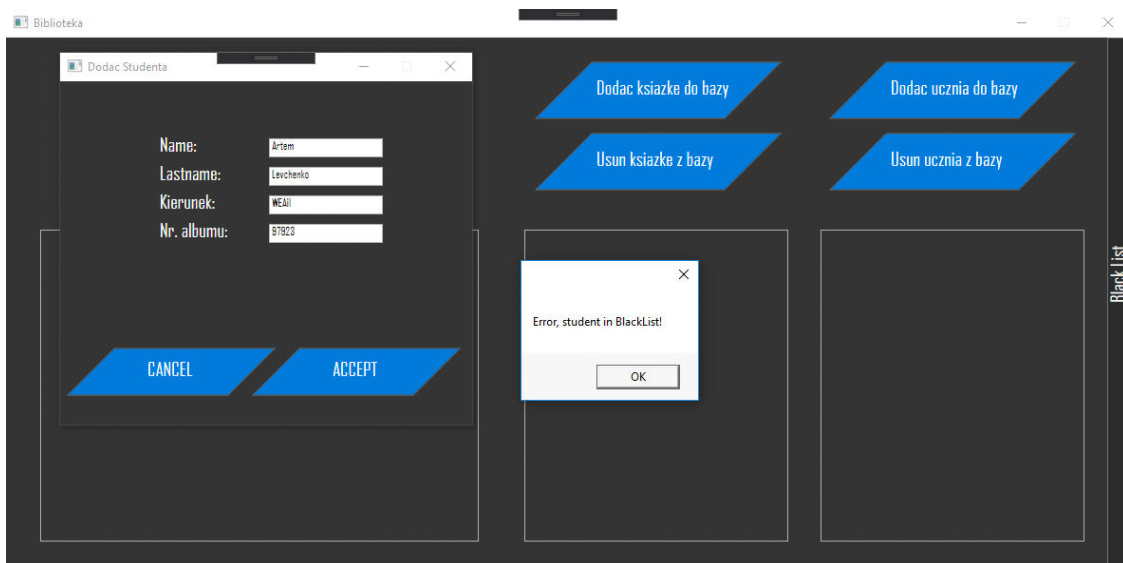 Biblioteka
Dodac Studenta
Name: Artem
Lastname: Levchenko
Kierunek: WEAiI
Nr. albumu: 97923
CANCEL
ACCEPT
Dodac ksiazke do bazy
Dodac ucznia do bazy
Usun ksiazke z bazy
Usun ucznia z bazy
Error, student in BlackList!
OK
Black List